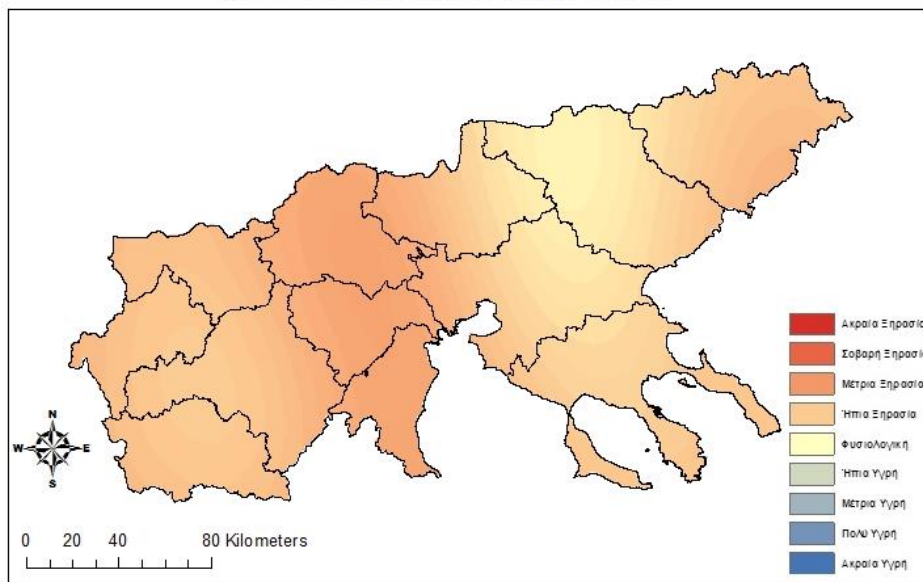 Ακραία Ξηρασία
Σοβαρή Ξηρασία
Μέτρια Ξηρασία
Ήπια Ξηρασία
Φυσιολογική
Ήπια Υγρή
Μέτρια Υγρή
Πολύ Υγρή
Ακραία Υγρή
N
W E
S
0 20 40 80 Kilometers